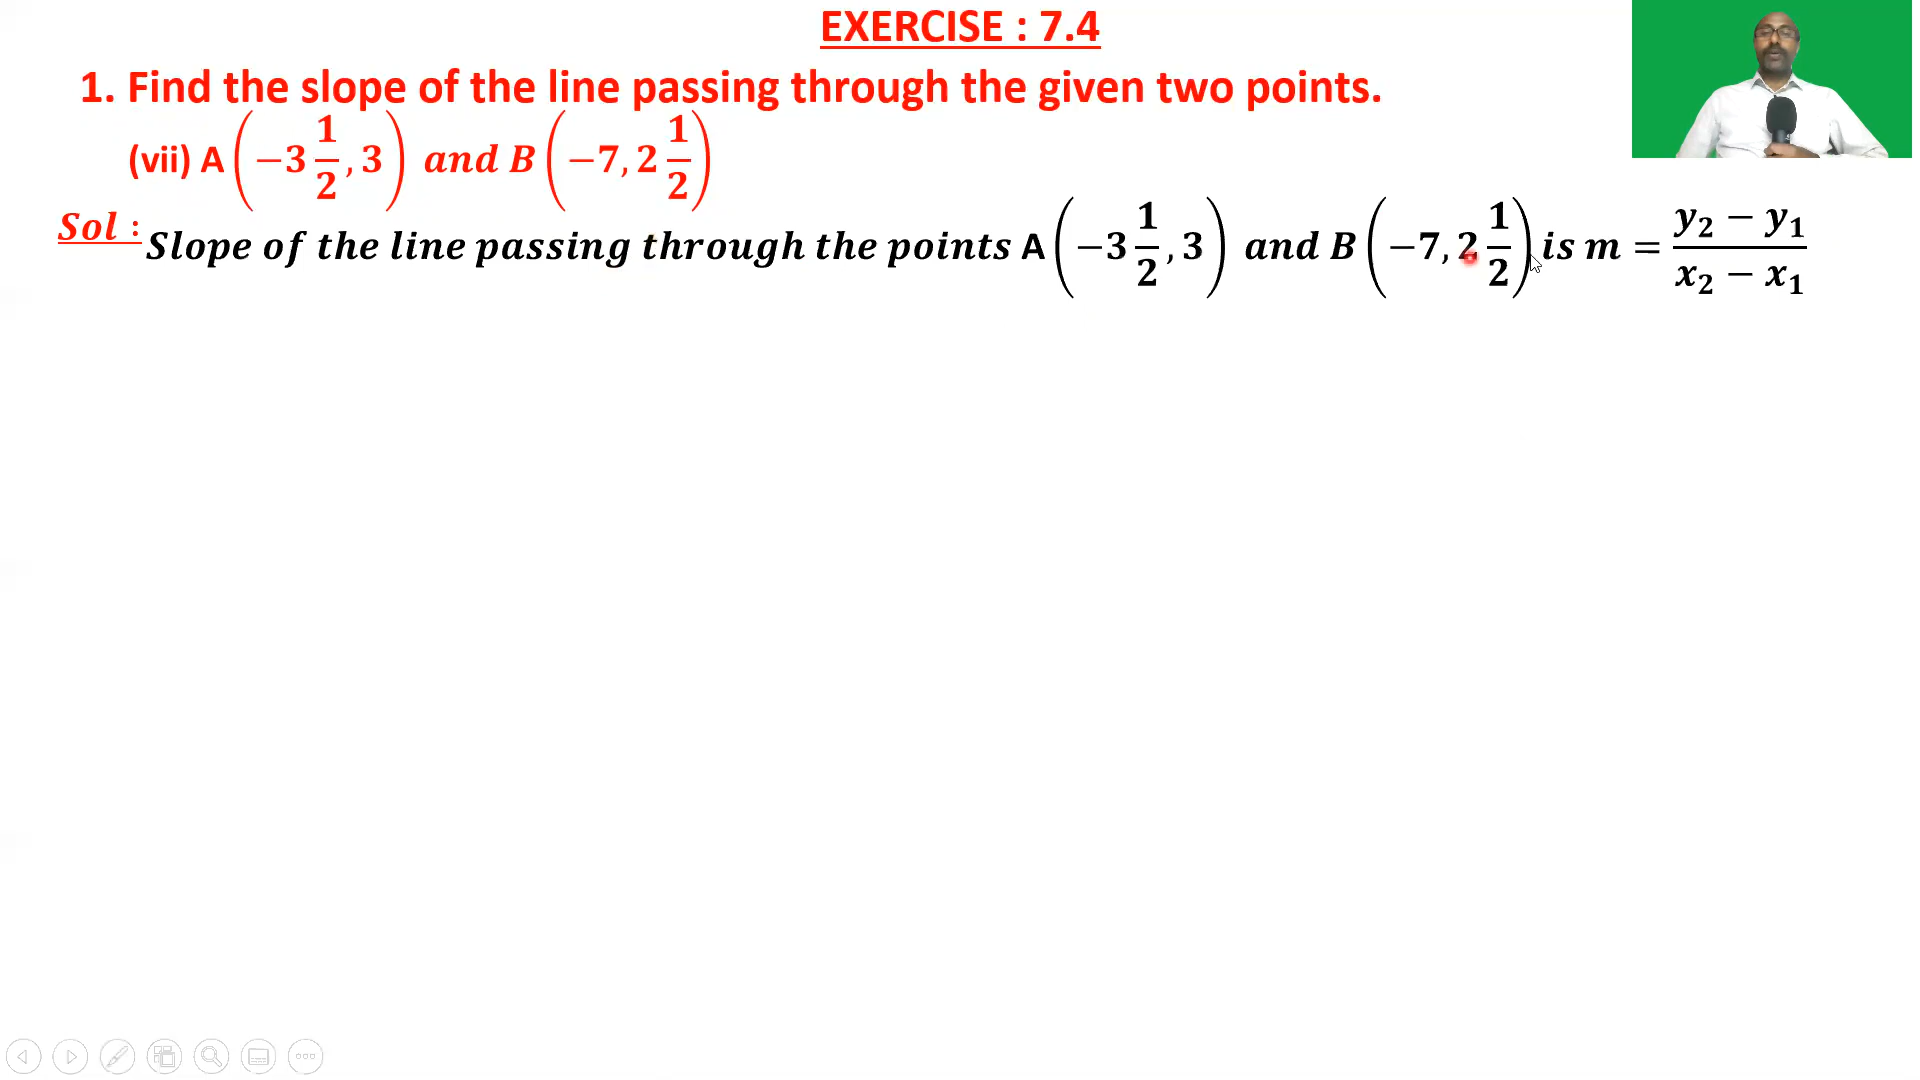 EXERCISE : 7.4
1. Find the slope of the line passing through the given two points.
(vii) A (−3 1/2, 3) and B (−7, 2 1/2)
Sol : Slope of the line passing through the points A (−3 1/2, 3) and B (−7, 2 1/2) is m = (y₂ − y₁)/(x₂ − x₁)